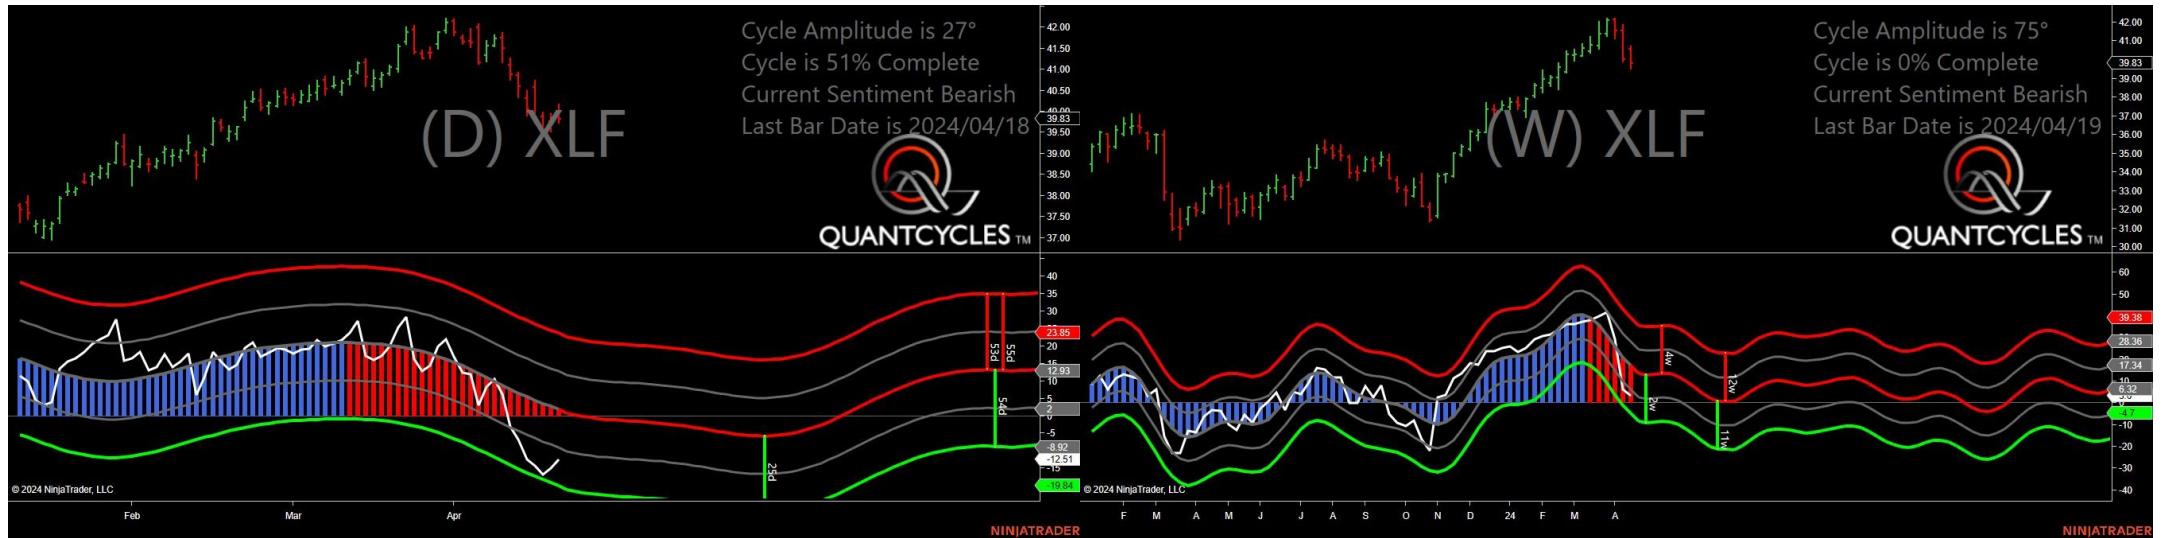 Cycle Amplitude is 27°
Cycle is 51% Complete
Current Sentiment Bearish
Last Bar Date is 2024/04/18
(D) XLF
QUANTCYCLES TM
42.00
41.50
41.00
40.50
40.00
39.83
39.50
39.00
38.50
38.00
37.50
37.00
40
35
30
23.85
20
15
12.93
10
5
2
0
-5
-8.92
-12.51
-15
-19.84
53d
55d
54d
25d
© 2024 NinjaTrader, LLC
Feb
Mar
Apr
NINJATRADER
Cycle Amplitude is 75°
Cycle is 0% Complete
Current Sentiment Bearish
Last Bar Date is 2024/04/19
(W) XLF
QUANTCYCLES TM
42.00
41.00
39.83
39.00
38.00
37.00
36.00
35.00
34.00
33.00
32.00
31.00
30.00
60
50
39.38
28.36
17.34
10
6.32
-4.7
-10
-20
-30
-40
4w
2w
12w
11w
© 2024 NinjaTrader, LLC
F
M
A
M
J
J
A
S
O
N
D
24
F
M
A
NINJATRADER